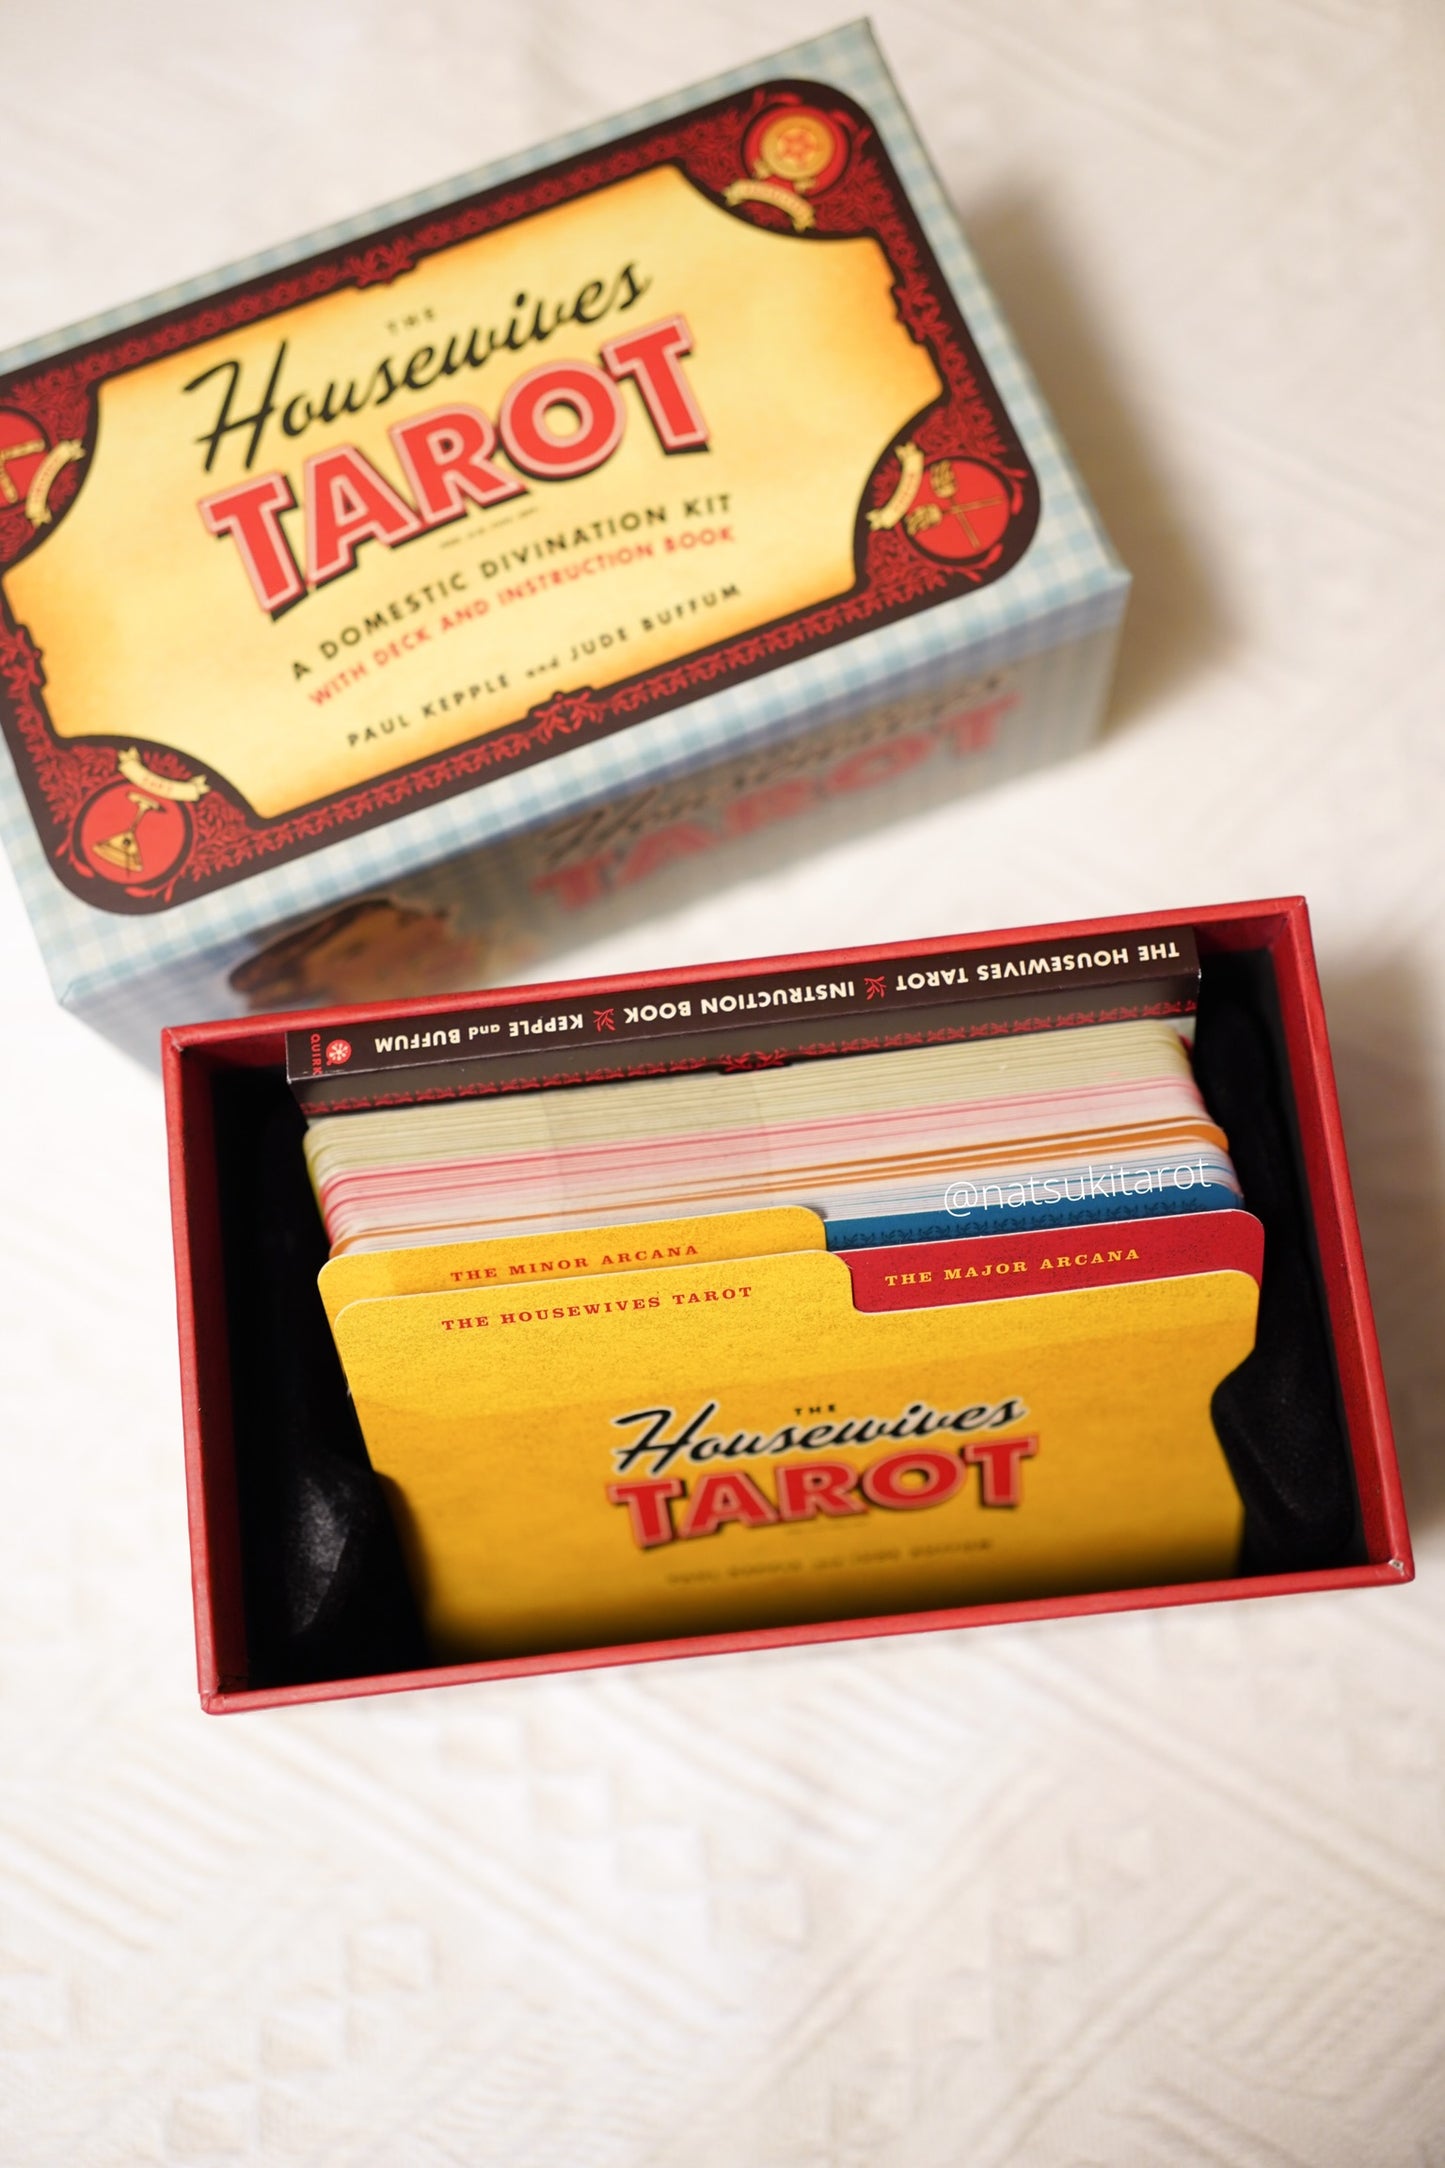 THE
Housewives
TAROT
A DOMESTIC DIVINATION KIT
WITH DECK AND INSTRUCTION BOOK
PAUL KEPPLE and JUDE BUFFUM
TAROT
THE HOUSEWIVES TAROT INSTRUCTION BOOK KEPPLE and BUFFUM QUIRK
@natsukitarot
THE MINOR ARCANA
THE MAJOR ARCANA
THE HOUSEWIVES TAROT
THE
Housewives
TAROT